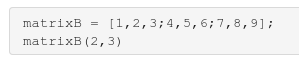 matrixB = [1,2,3;4,5,6;7,8,9];
matrixB(2,3)